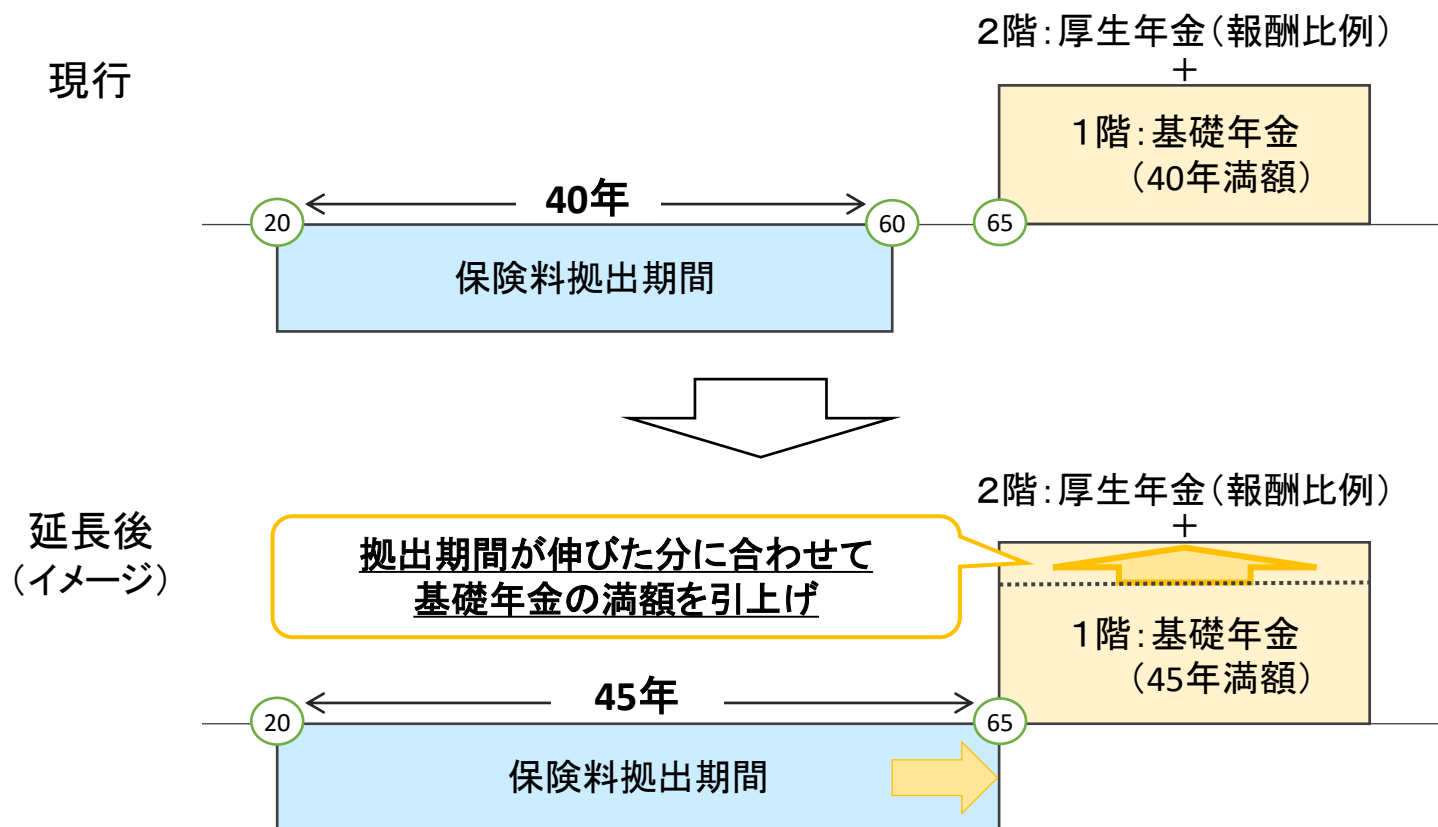 現行
2階:厚生年金(報酬比例)
+
1階:基礎年金
(40年満額)
40年
20
60
65
保険料拠出期間
延長後
(イメージ)
2階:厚生年金(報酬比例)
+
拠出期間が伸びた分に合わせて
基礎年金の満額を引上げ
1階:基礎年金
(45年満額)
45年
20
65
保険料拠出期間